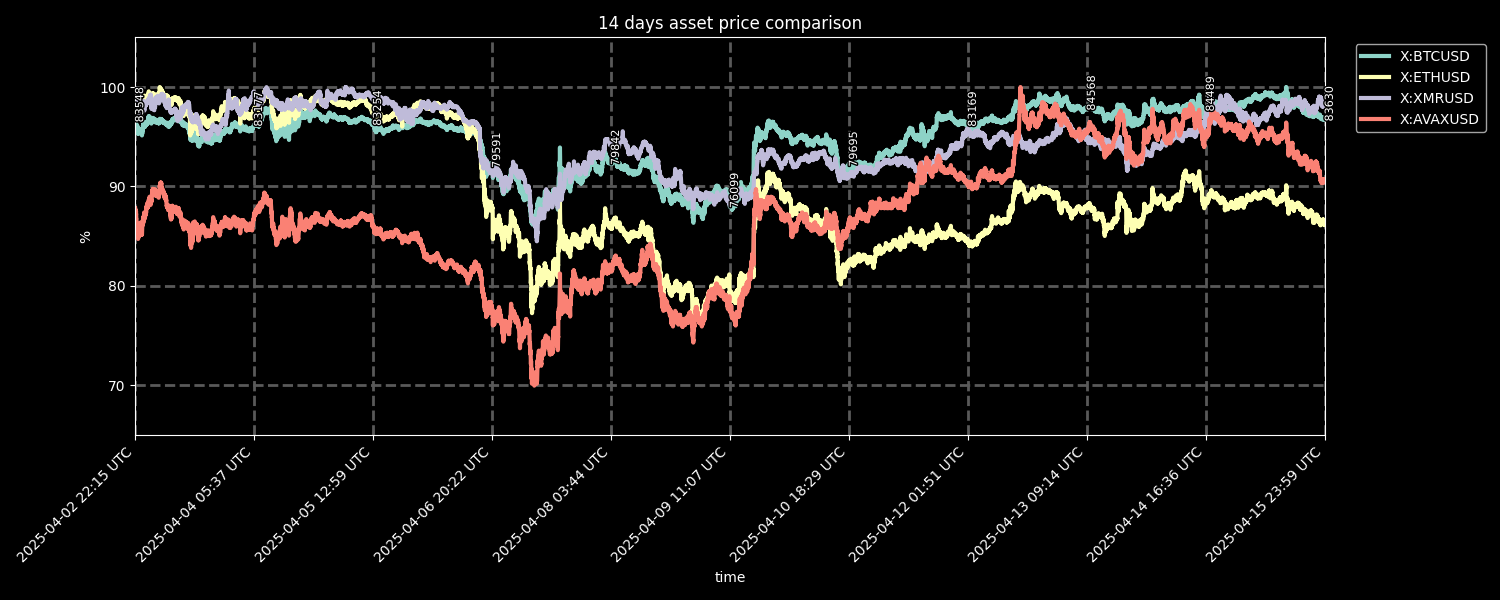 14 days asset price comparison
X:BTCUSD
X:ETHUSD
X:XMRUSD
X:AVAXUSD
100
90
80
70
%
83548
83177
83254
79591
79842
76099
79695
83169
84568
84489
83630
2025-04-02 22:15 UTC
2025-04-04 05:37 UTC
2025-04-05 12:59 UTC
2025-04-06 20:22 UTC
2025-04-08 03:44 UTC
2025-04-09 11:07 UTC
2025-04-10 18:29 UTC
2025-04-12 01:51 UTC
2025-04-13 09:14 UTC
2025-04-14 16:36 UTC
2025-04-15 23:59 UTC
time